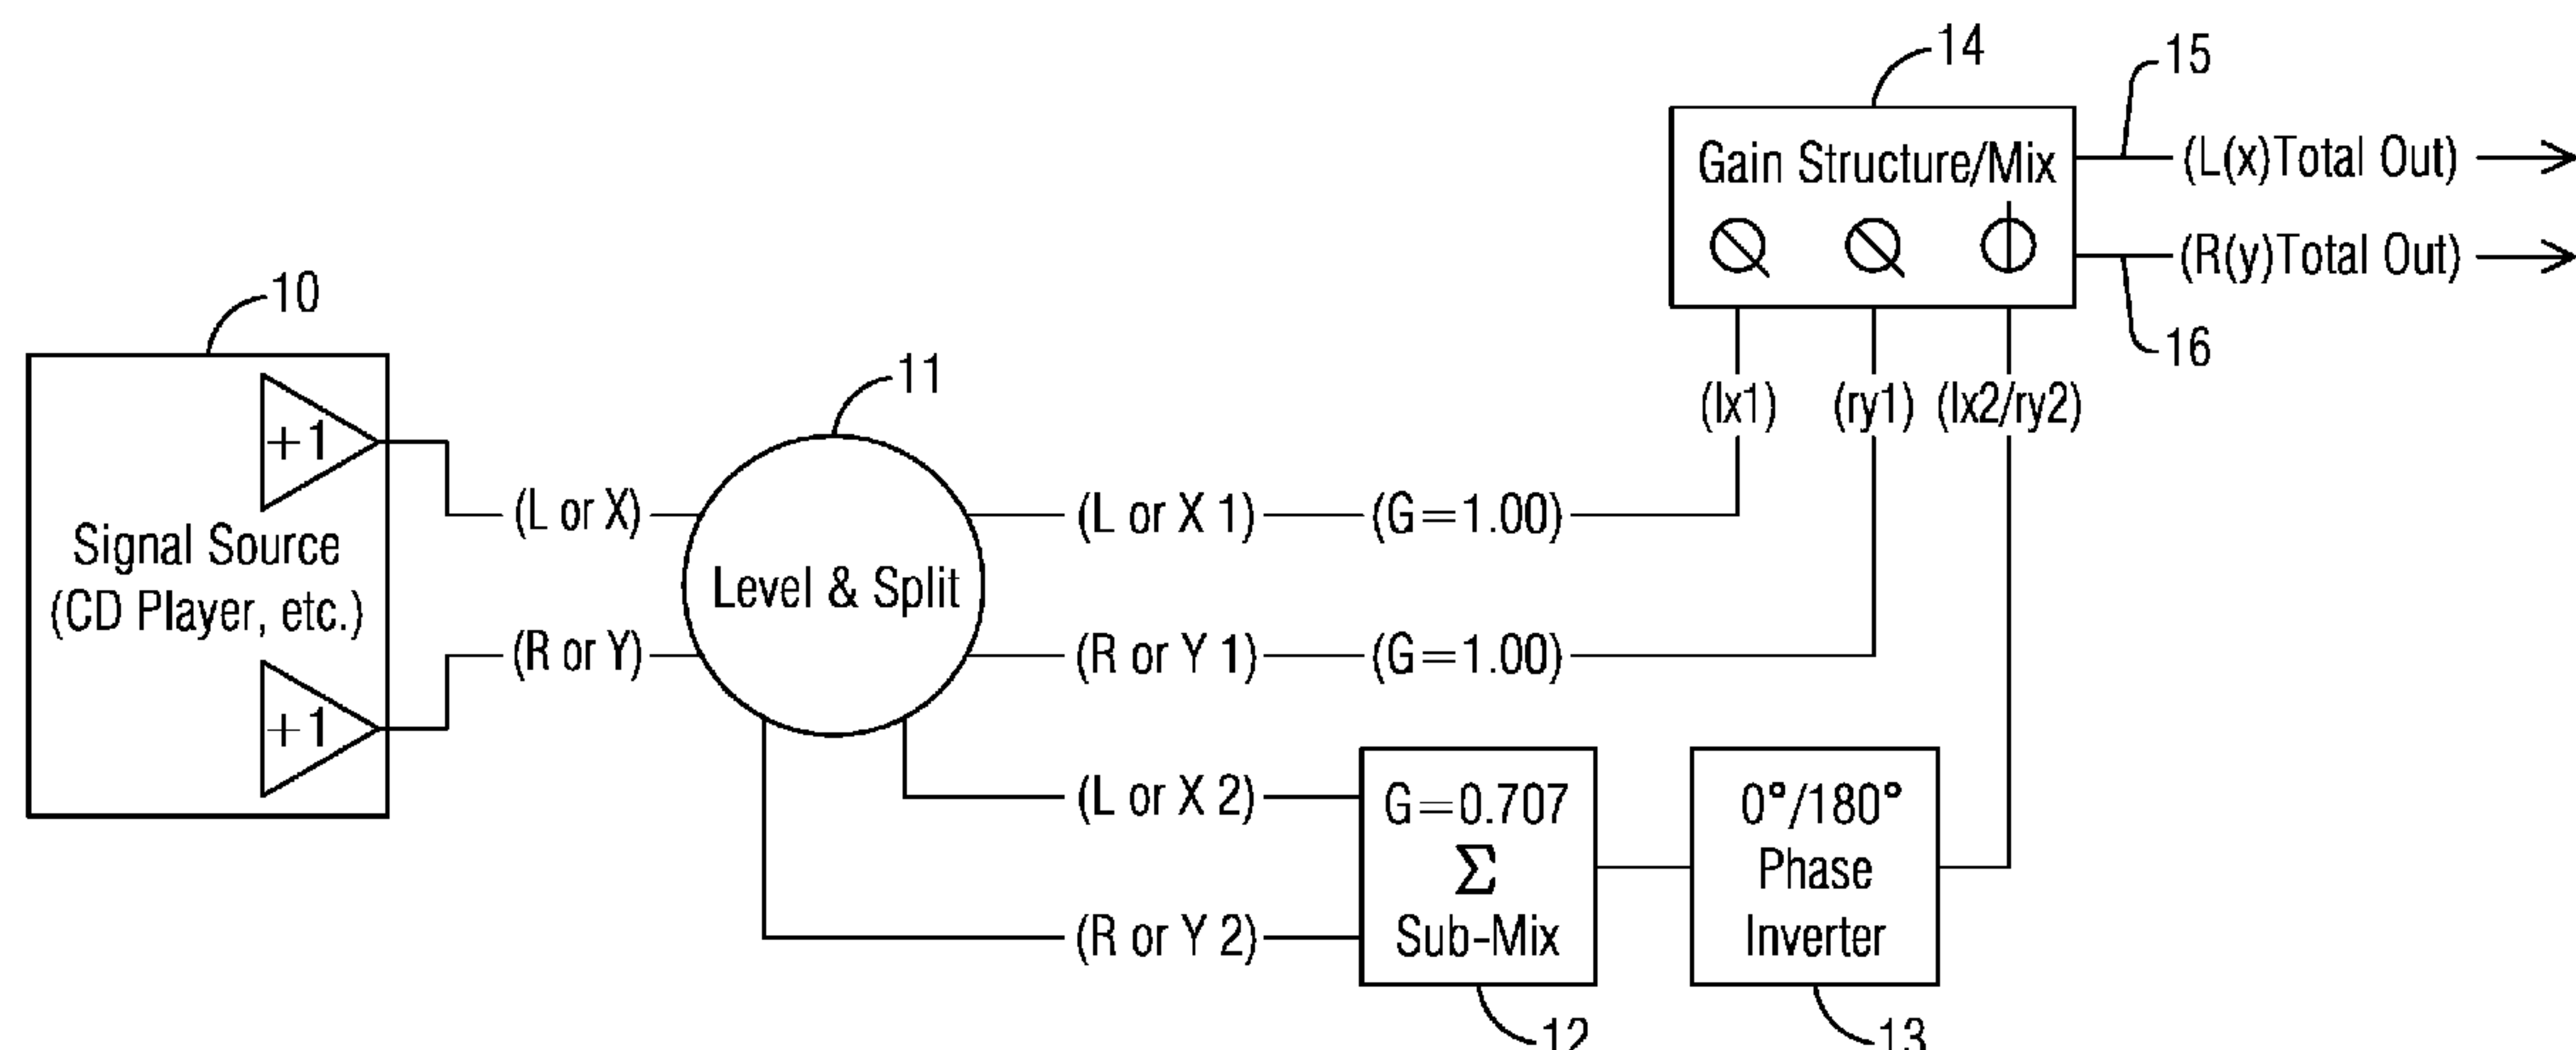 14
15
Gain Structure/Mix
(L(x)Total Out)
(R(y)Total Out)
16
10
11
(lx1) (ry1) (lx2/ry2)
+1
(L or X)
(L or X 1) (G=1.00)
Signal Source
(CD Player, etc.)
Level & Split
(R or Y)
(R or Y 1) (G=1.00)
+1
(L or X 2)
G=0.707
Σ
Sub-Mix
0°/180°
Phase
Inverter
(R or Y 2)
12
13